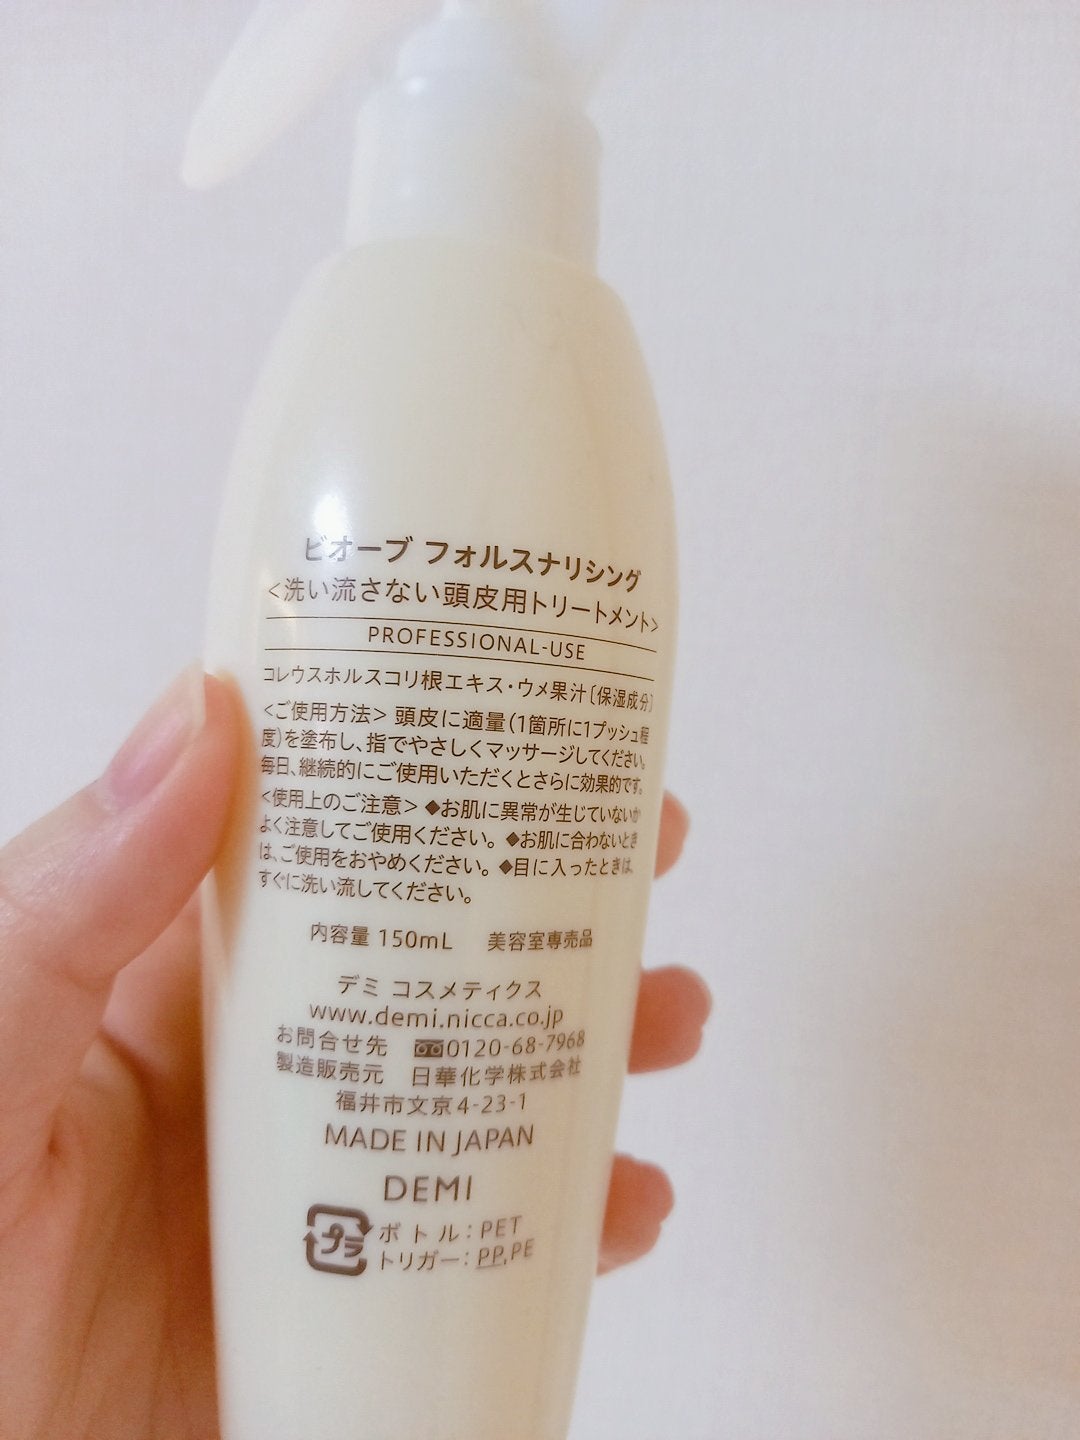 ビオーブ フォルスナリシング
<洗い流さない頭皮用トリートメント>
PROFESSIONAL-USE
コレウスホルスコリ根エキス・ウメ果汁〔保湿成分〕
<ご使用方法> 頭皮に適量(1箇所に1プッシュ程
度)を塗布し、指でやさしくマッサージしてください。
毎日、継続的にご使用いただくとさらに効果的です。
<使用上のご注意> ◆お肌に異常が生じていないか
よく注意してご使用ください。 ◆お肌に合わないとき
は、ご使用をおやめください。 ◆目に入ったときは、
すぐに洗い流してください。
内容量 150mL 美容室専売品
デミ コスメティクス
www.demi.nicca.co.jp
お問合せ先 0120-68-7968
製造販売元 日華化学株式会社
福井市文京4-23-1
MADE IN JAPAN
DEMI
プラ ボトル:PET
トリガー:PP,PE